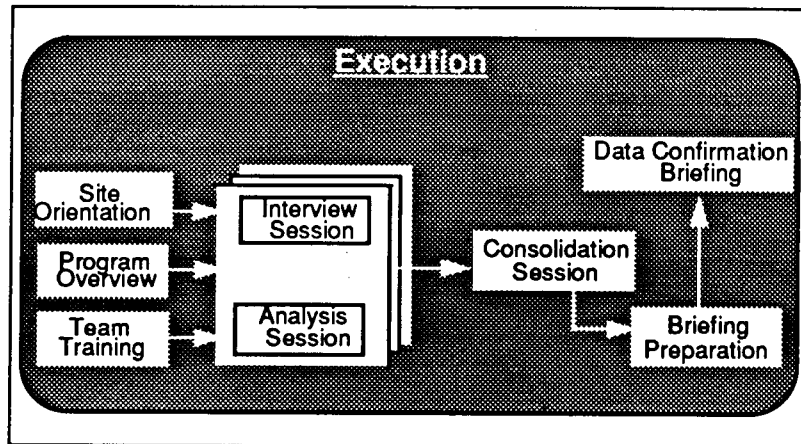 Execution
Site
Orientation
Program
Overview
Team
Training
Interview
Session
Analysis
Session
Consolidation
Session
Data Confirmation
Briefing
Briefing
Preparation